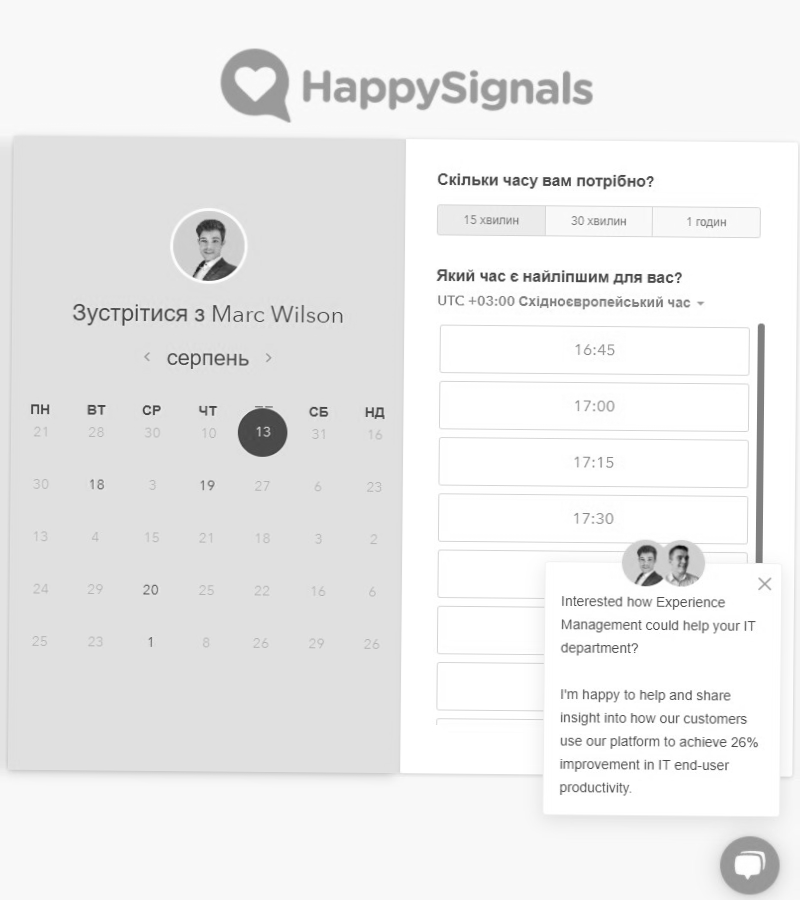 HappySignals
Зустрітися з Marc Wilson
серпень
ПН ВТ СР ЧТ СБ НД
21 28 30 10 13 31 16
30 18 3 19 27 6 23
13 4 15 21 18 3 2
24 29 20 25 22 16 6
25 23 1 8 26 29 26
Скільки часу вам потрібно?
15 хвилин 30 хвилин 1 годин
Який час є найліпшим для вас?
UTC +03:00 Східноєвропейський час
16:45
17:00
17:15
17:30
Interested how Experience
Management could help your IT
department?
I'm happy to help and share
insight into how our customers
use our platform to achieve 26%
improvement in IT end-user
productivity.